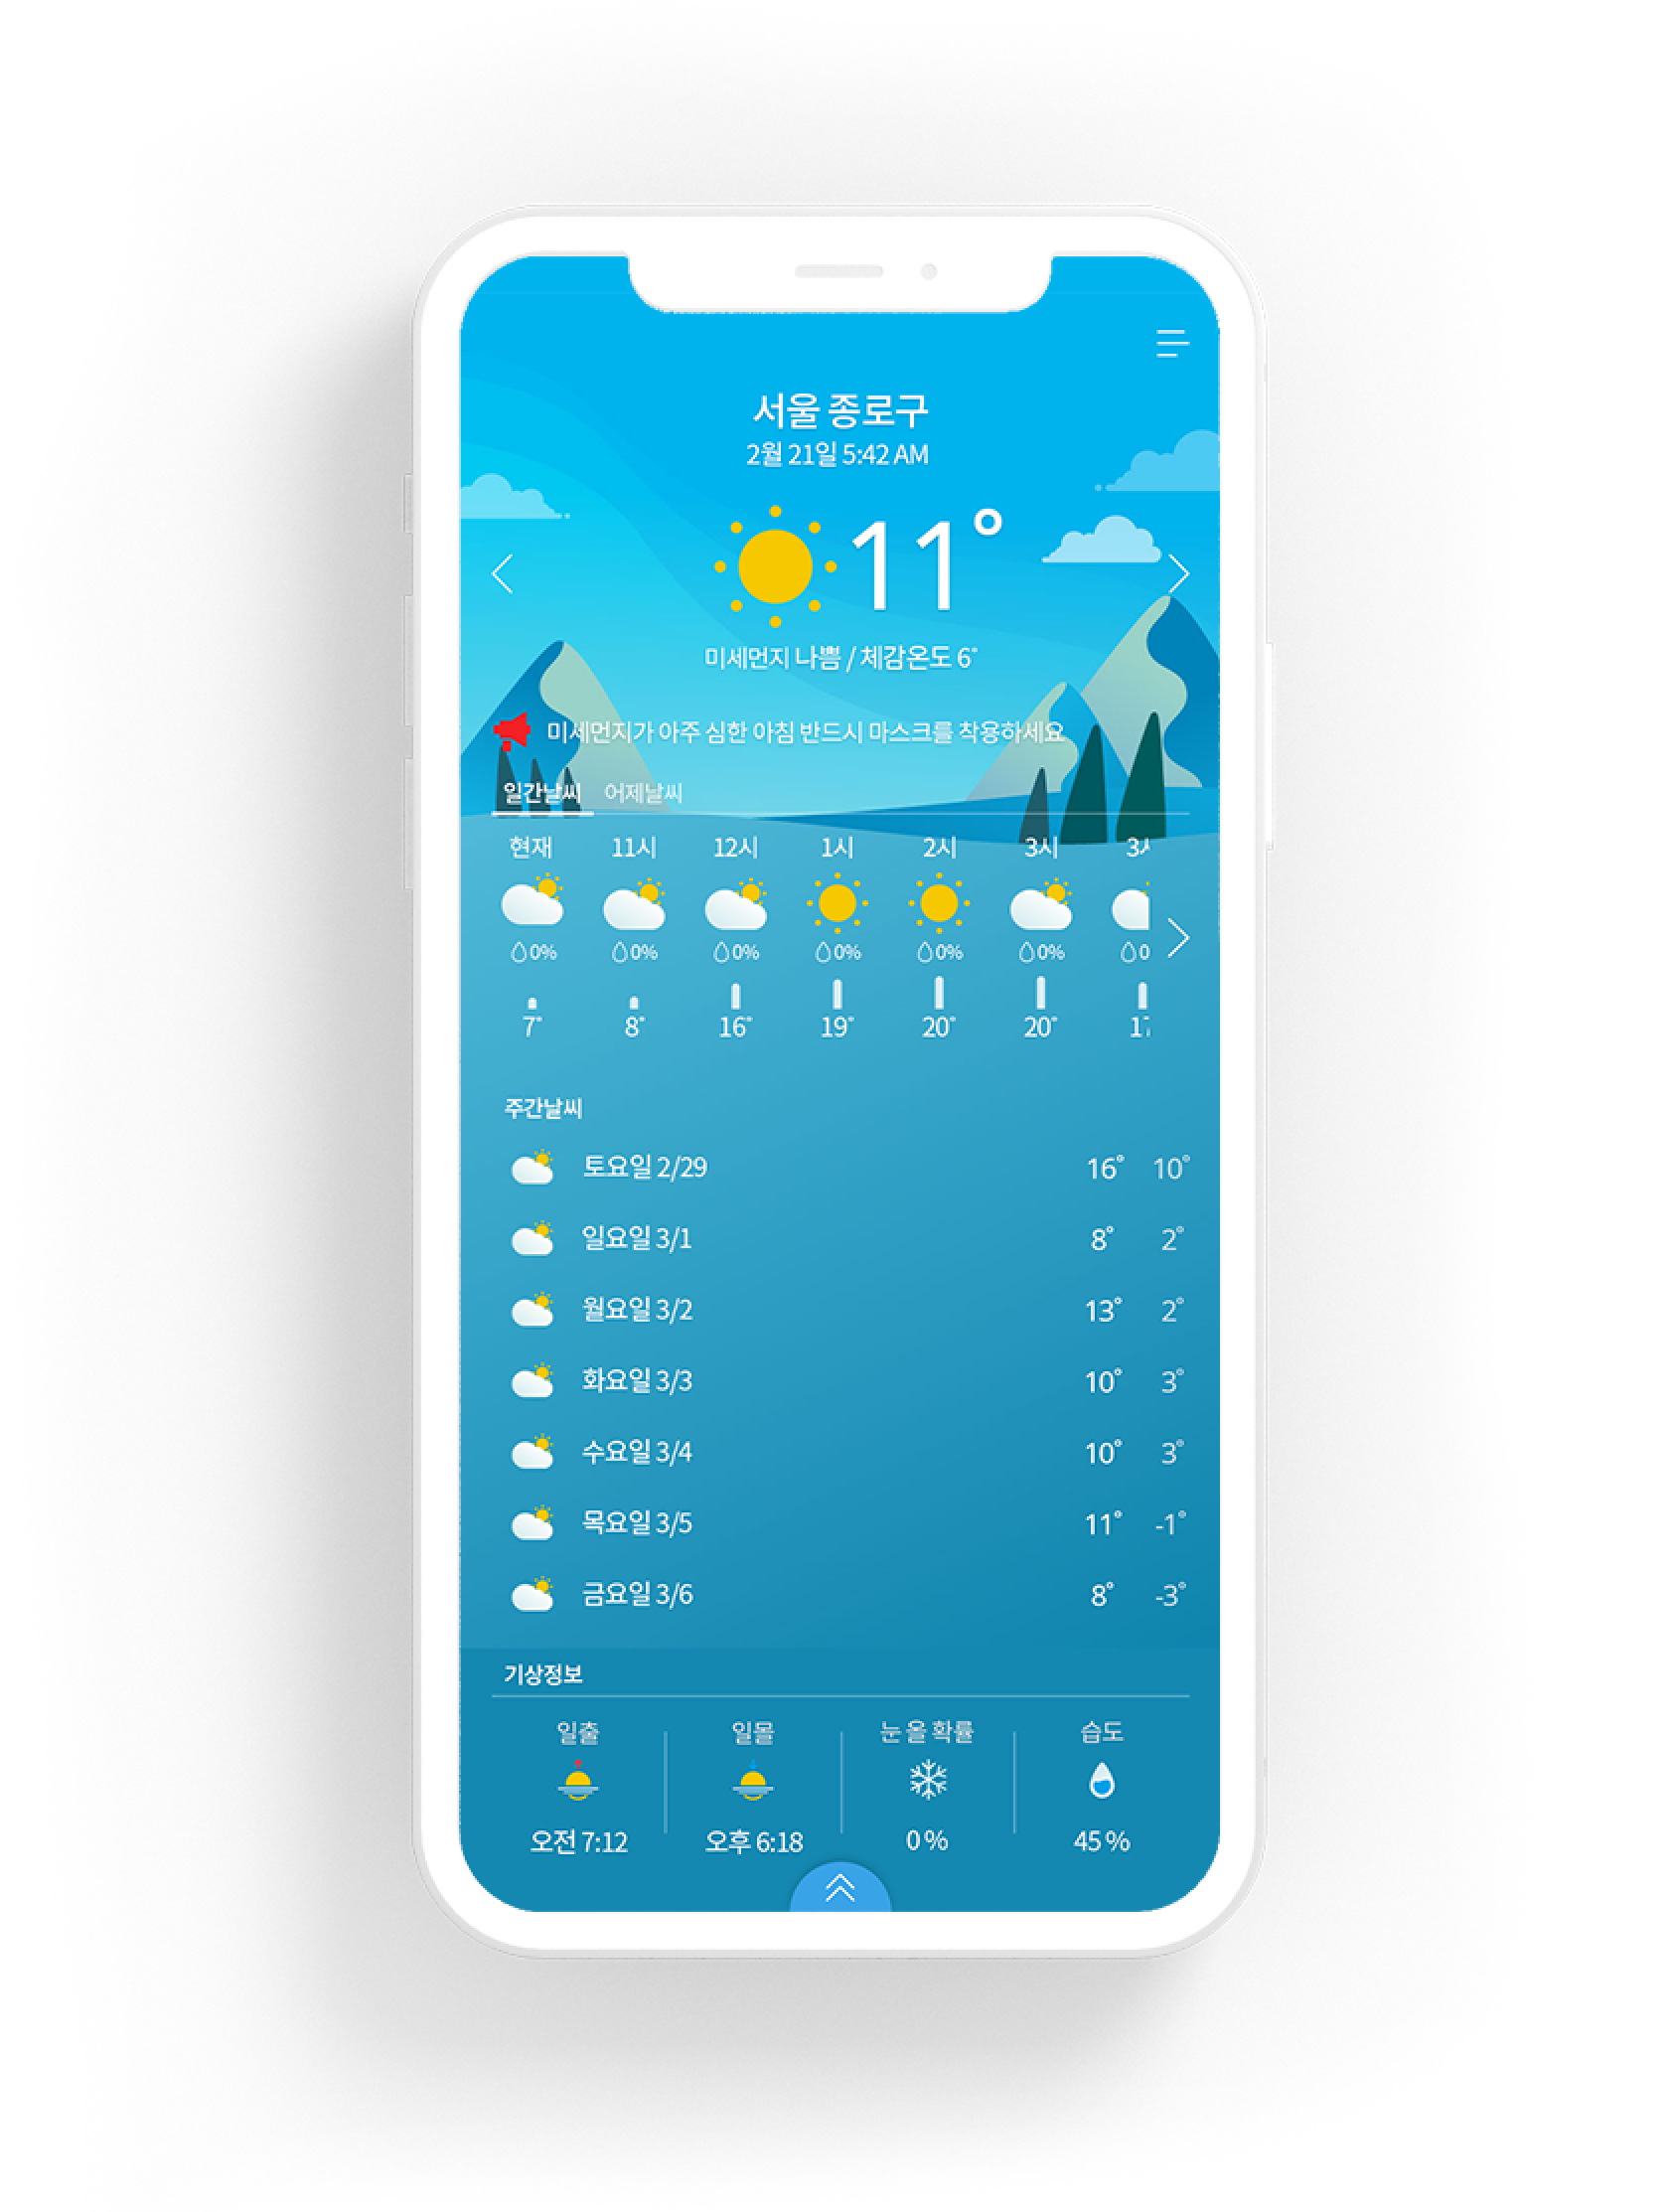 서울 종로구
2월 21일 5:42 AM
11°
미세먼지 나쁨 / 체감온도 6°
미세먼지가 아주 심한 아침 반드시 마스크를 착용하세요
일간날씨 어제날씨
현재 11시 12시 1시 2시 3시 3시
0% 0% 0% 0% 0% 0% 0
7° 8° 16° 19° 20° 20°
주간날씨
토요일 2/29 16° 10°
일요일 3/1 8° 2°
월요일 3/2 13° 2°
화요일 3/3 10° 3°
수요일 3/4 10° 3°
목요일 3/5 11° -1°
금요일 3/6 8° -3°
기상정보
일출 일몰 눈 올 확률 습도
오전 7:12 오후 6:18 0 % 45 %